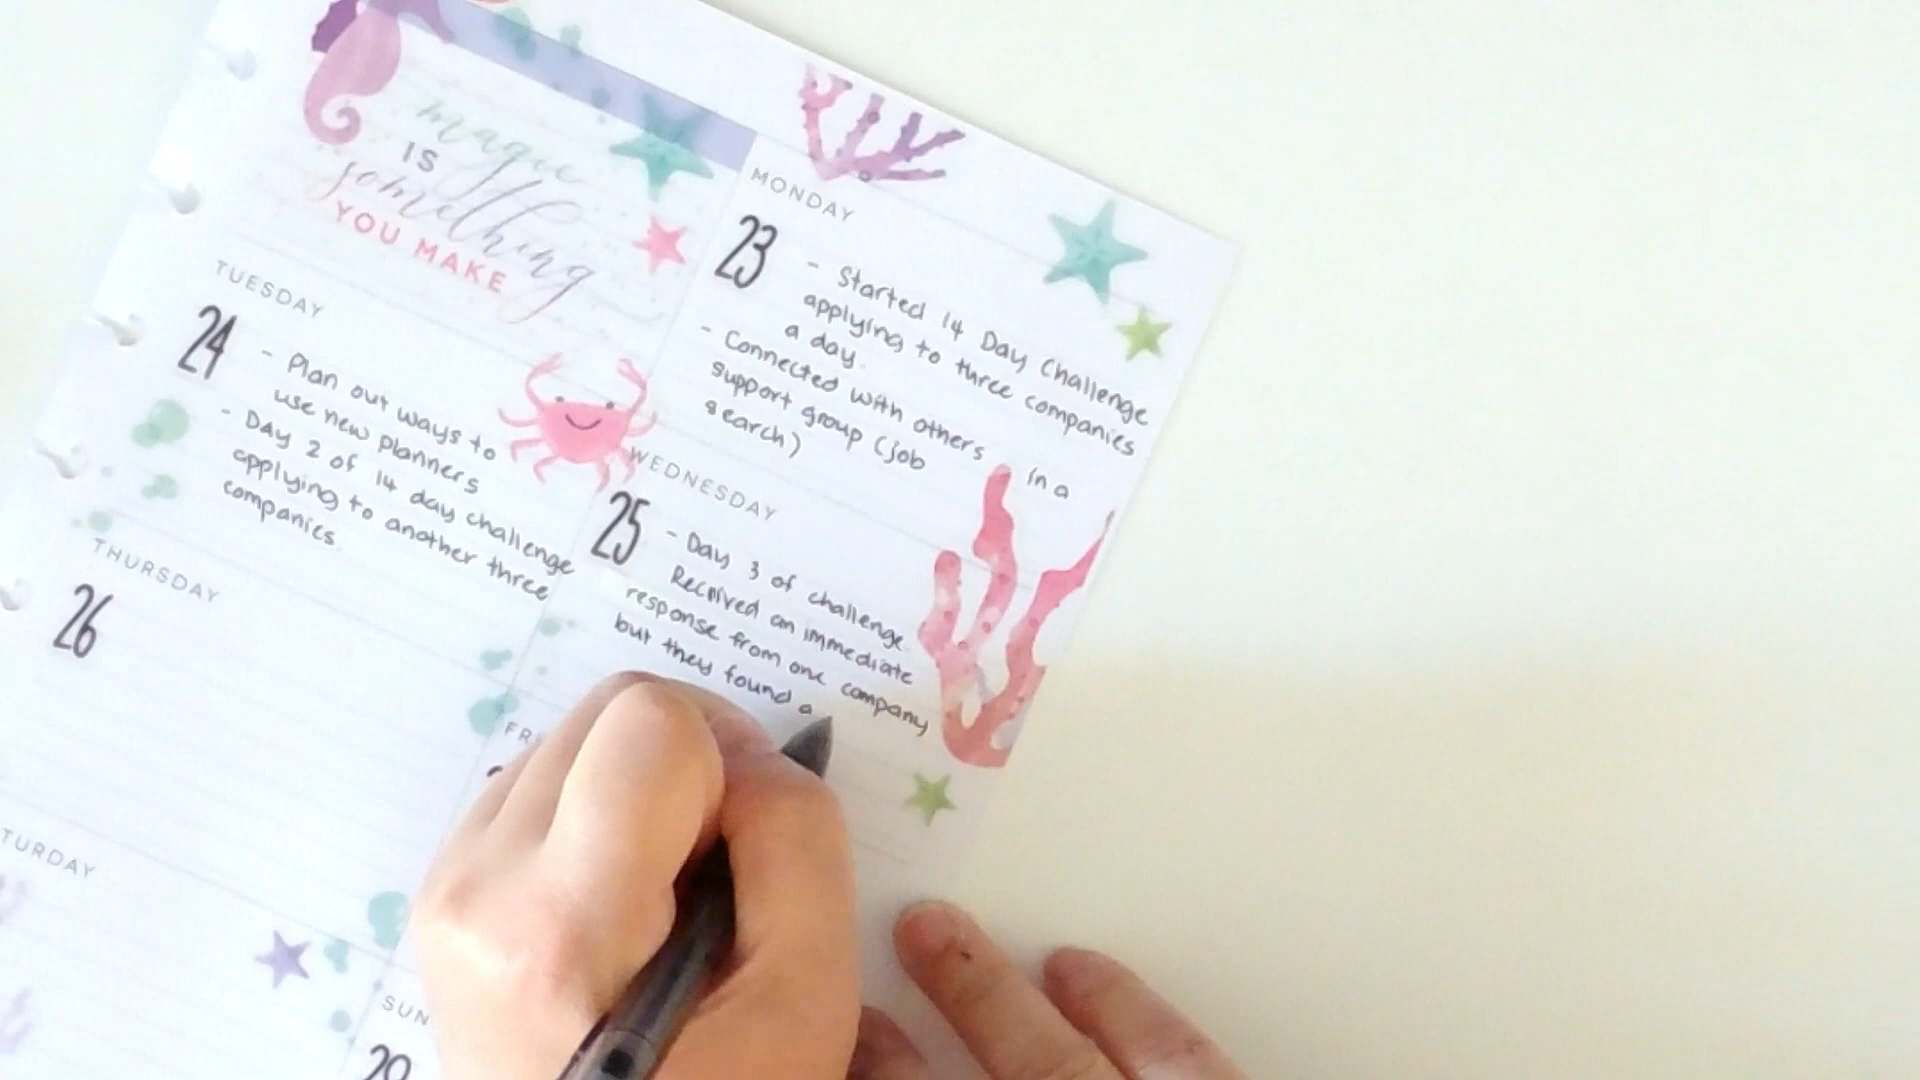 magic
IS
something
YOU MAKE
MONDAY
23
- Started 14 Day Challenge
applying to three companies
a day.
- Connected with others in a
support group (job
search)
TUESDAY
24
- Plan out ways to
use new planners
- Day 2 of 14 day challenge
applying to another three
companies.
WEDNESDAY
25
- Day 3 of challenge.
Received an immediate
response from one company
but they found a
THURSDAY
26
FRI
TURDAY
SUN
29